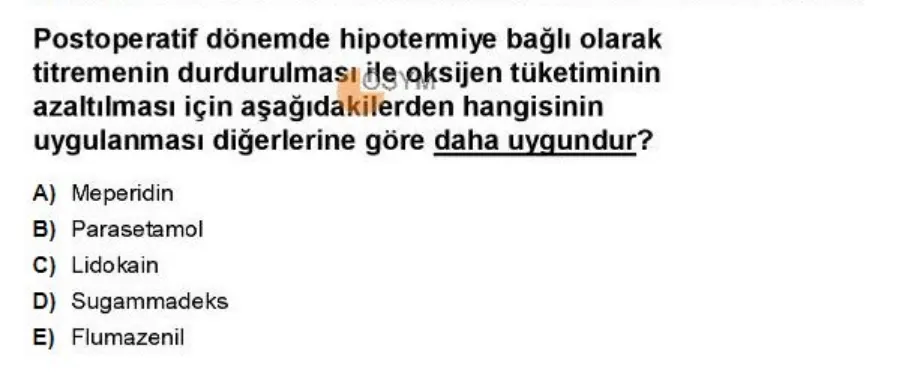 Postoperatif dönemde hipotermiye bağlı olarak
titremenin durdurulması ile oksijen tüketiminin
azaltılması için aşağıdakilerden hangisinin
uygulanması diğerlerine göre daha uygundur?
ÖSYM
A) Meperidin
B) Parasetamol
C) Lidokain
D) Sugammadeks
E) Flumazenil